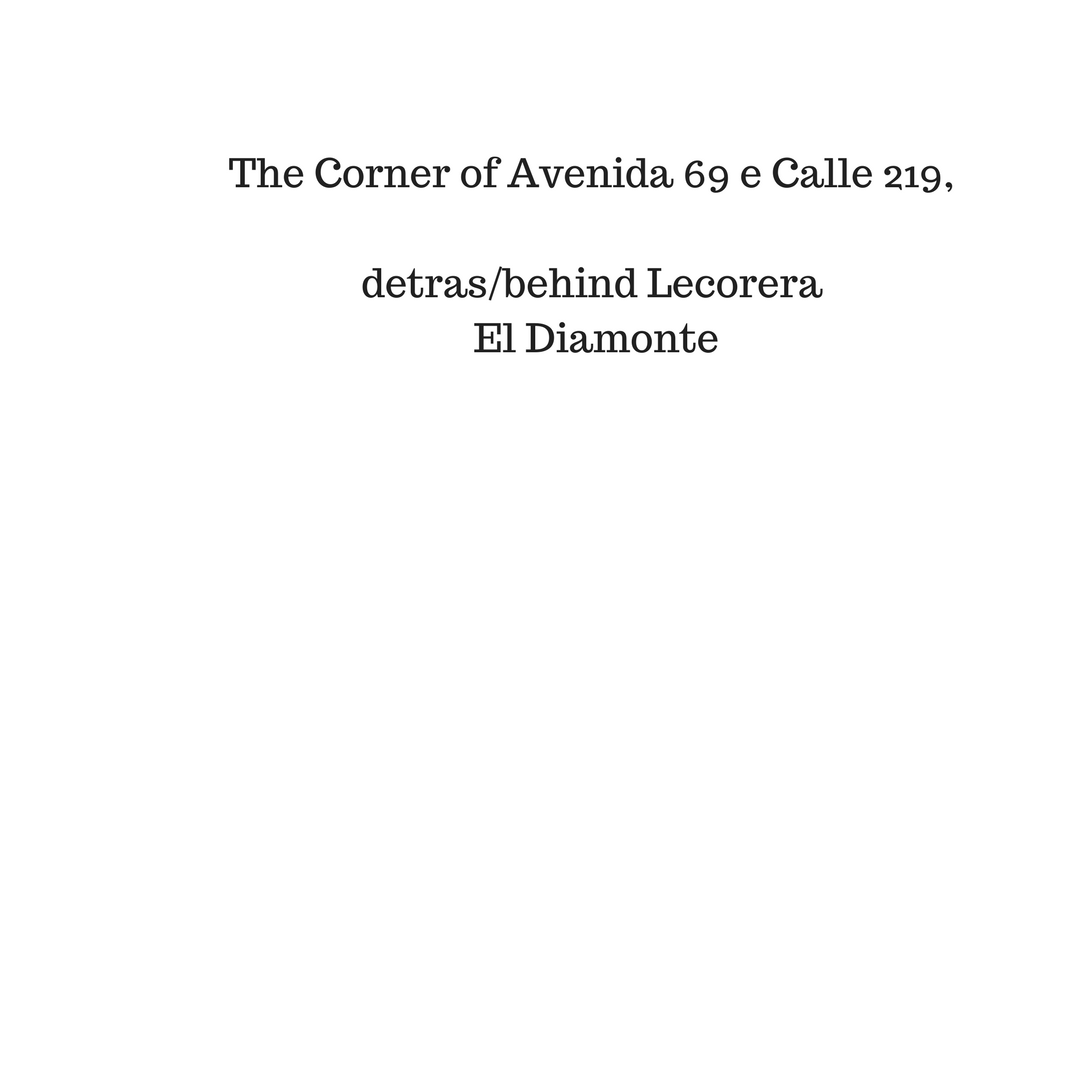 The Corner of Avenida 69 e Calle 219,
detras/behind Lecorera
El Diamonte